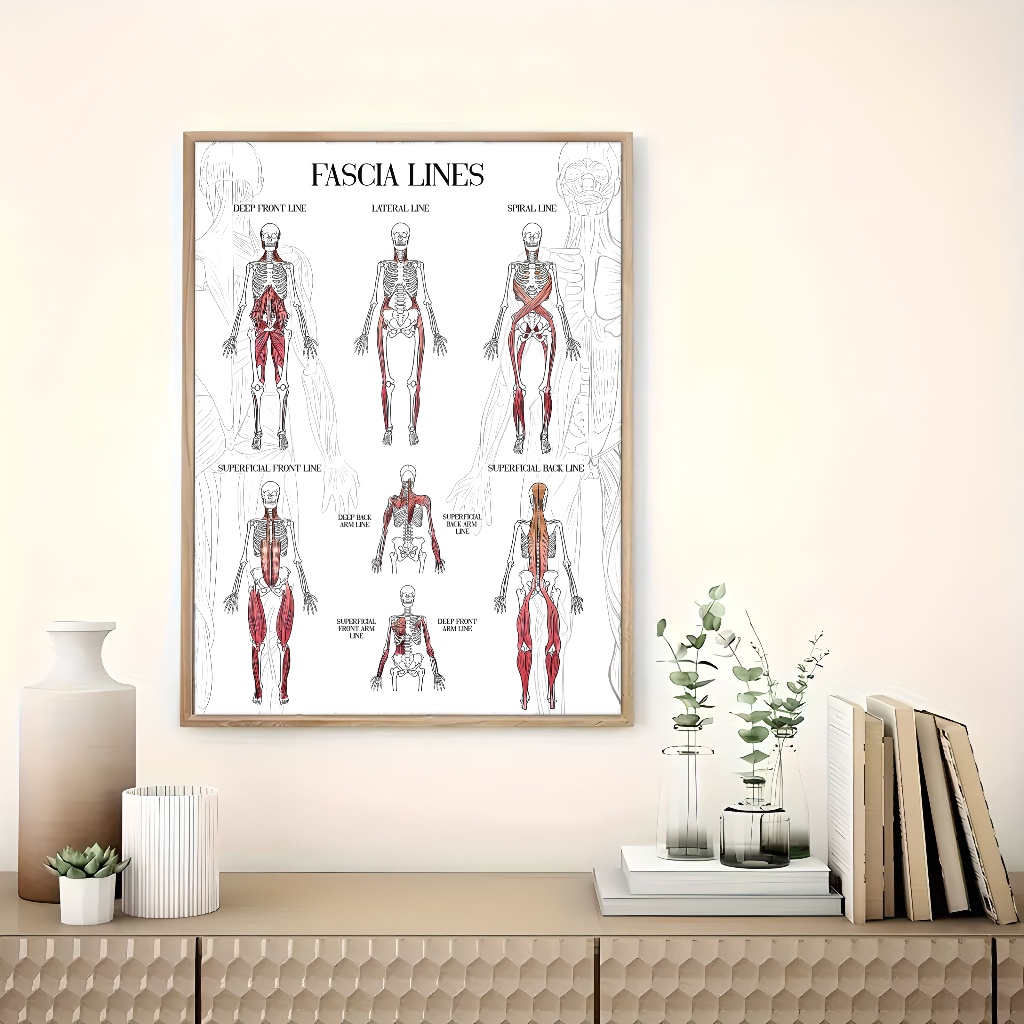 FASCIA LINES
DEEP FRONT LINE
LATERAL LINE
SPIRAL LINE
SUPERFICIAL FRONT LINE
SUPERFICIAL BACK LINE
DEEP BACK
ARM LINE
SUPERFICIAL
BACK ARM
LINE
SUPERFICIAL
FRONT ARM
LINE
DEEP FRONT
ARM LINE